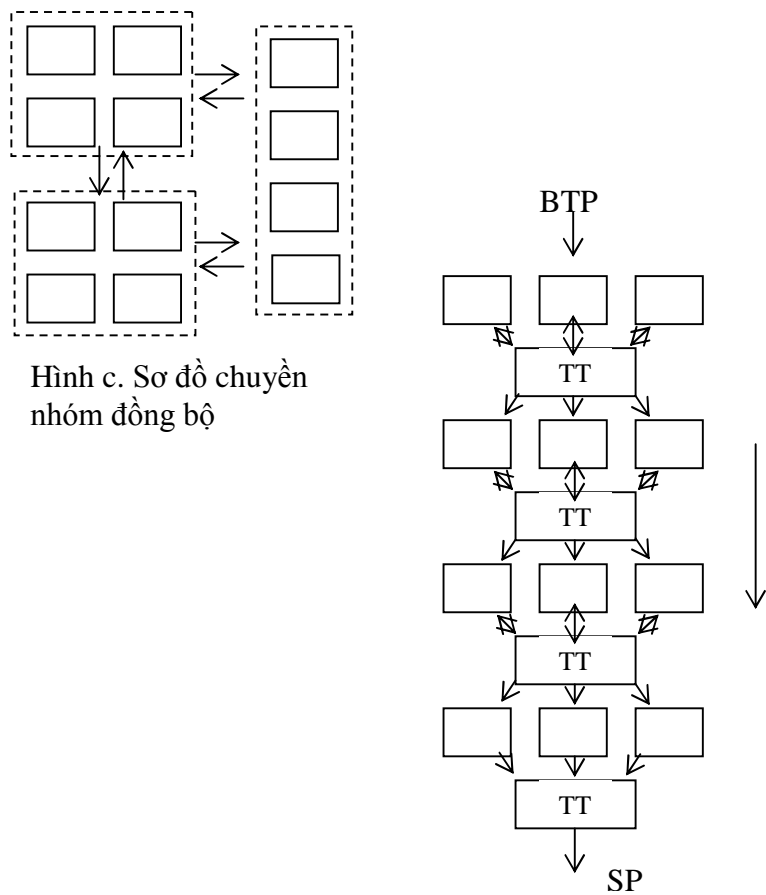 Hình c. Sơ đồ chuyền
nhóm đồng bộ
BTP
TT
TT
TT
TT
SP